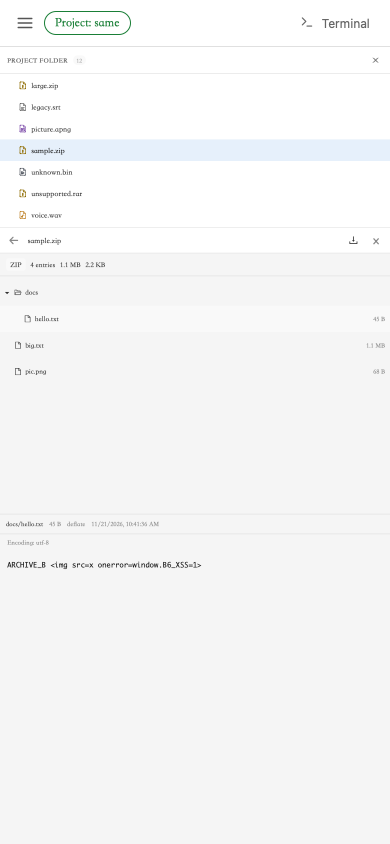 Project: same
Terminal
PROJECT FOLDER 12
large.zip
legacy.srt
picture.apng
sample.zip
unknown.bin
unsupported.rar
voice.wav
sample.zip
ZIP 4 entries 1.1 MB 2.2 KB
docs
hello.txt 45 B
big.txt 1.1 MB
pic.png 68 B
docs/hello.txt 45 B deflate 11/21/2026, 10:41:36 AM
Encoding: utf-8
ARCHIVE_B <img src=x onerror=window.B6_XSS=1>